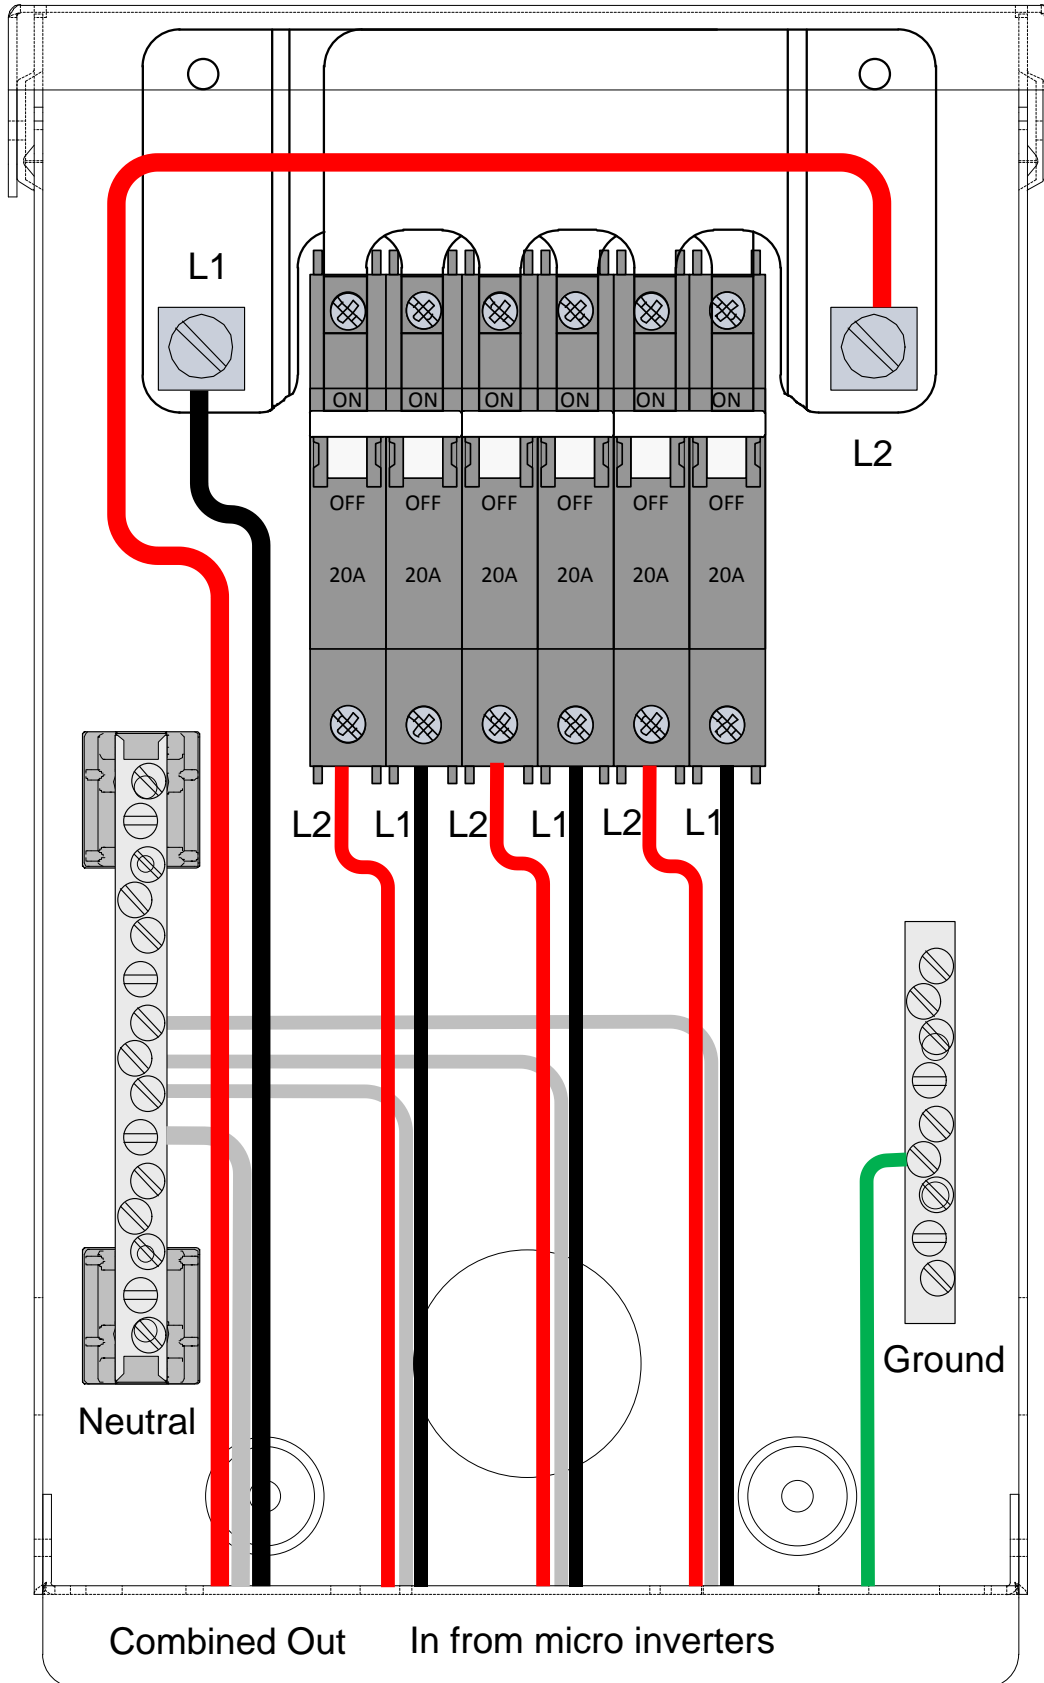 L1
L2
ON ON ON ON ON ON
OFF OFF OFF OFF OFF OFF
20A 20A 20A 20A 20A 20A
L2 L1 L2 L1 L2 L1
Ground
Neutral
Combined Out In from micro inverters